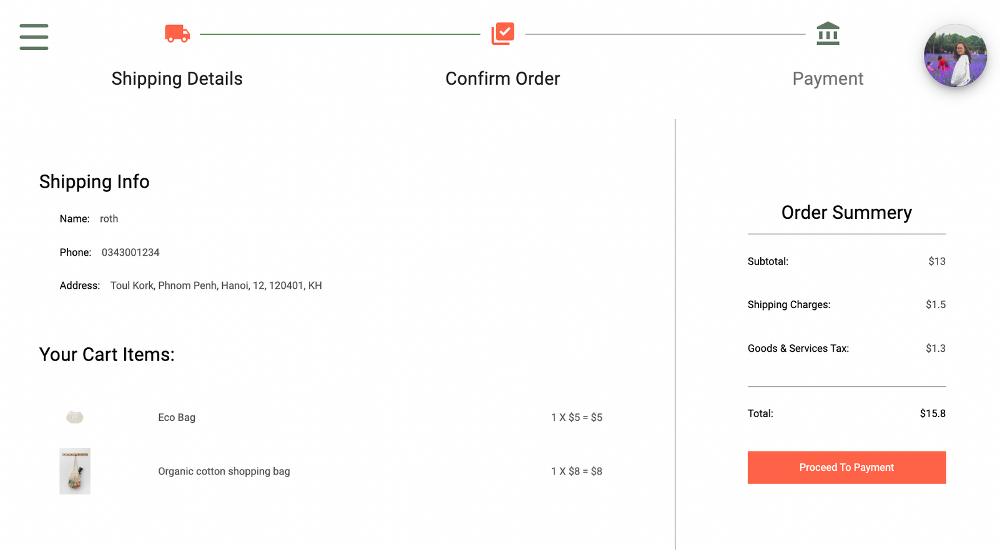 Shipping Details
Confirm Order
Payment
Shipping Info
Name: roth
Phone: 0343001234
Address: Toul Kork, Phnom Penh, Hanoi, 12, 120401, KH
Your Cart Items:
Eco Bag 1 X $5 = $5
Organic cotton shopping bag 1 X $8 = $8
Order Summery
Subtotal: $13
Shipping Charges: $1.5
Goods & Services Tax: $1.3
Total: $15.8
Proceed To Payment